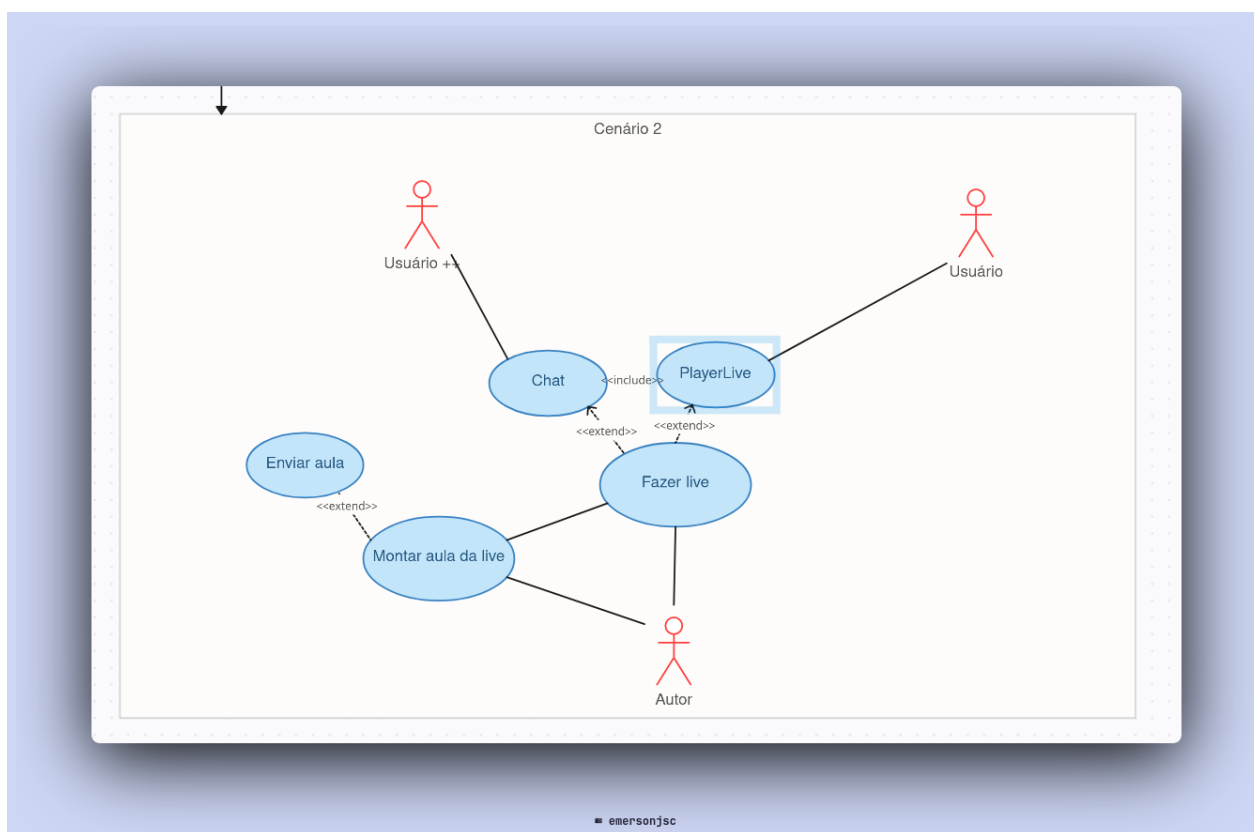 Cenário 2
Usuário ++
Usuário
Chat
<<include>>
PlayerLive
<<extend>>
<<extend>>
Enviar aula
Fazer live
<<extend>>
Montar aula da live
Autor
emersonjsc